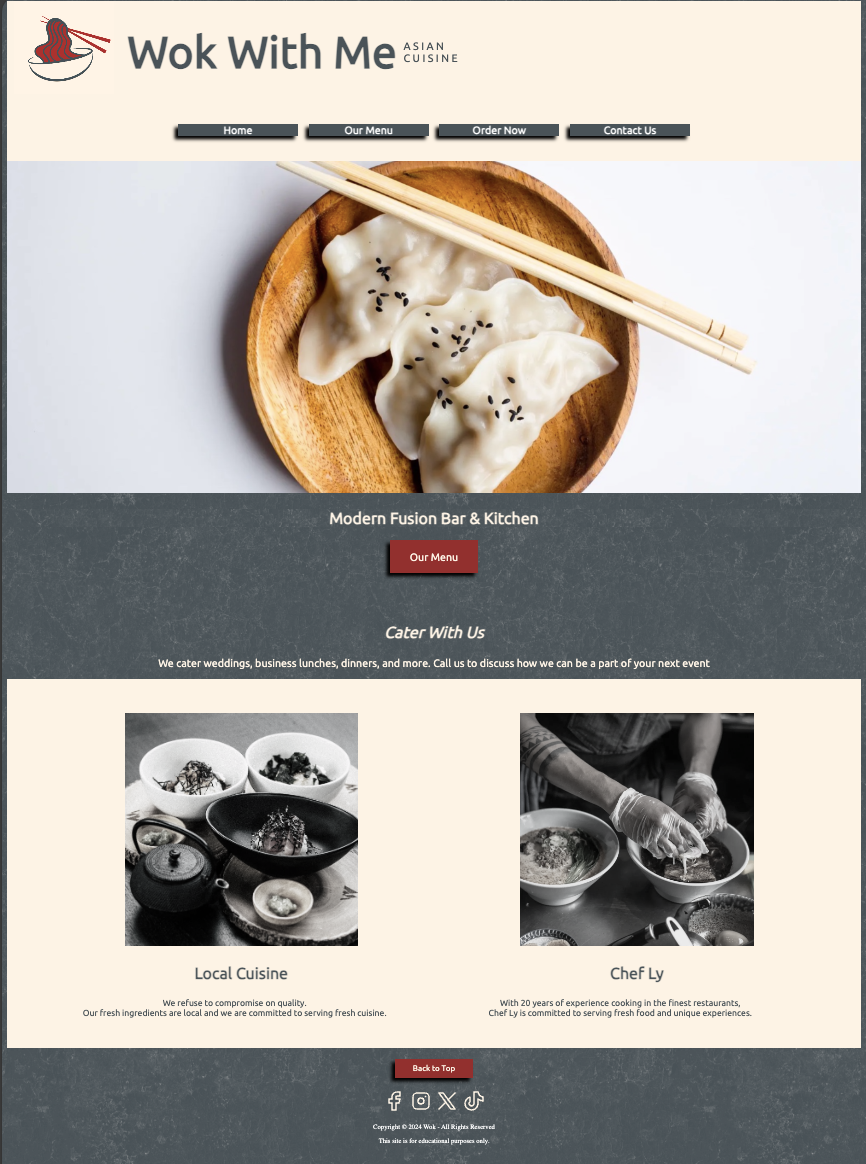 Wok With Me
ASIAN
CUISINE
Home
Our Menu
Order Now
Contact Us
Modern Fusion Bar & Kitchen
Our Menu
Cater With Us
We cater weddings, business lunches, dinners, and more. Call us to discuss how we can be a part of your next event
Local Cuisine
We refuse to compromise on quality.
Our fresh ingredients are local and we are committed to serving fresh cuisine.
Chef Ly
With 20 years of experience cooking in the finest restaurants,
Chef Ly is committed to serving fresh food and unique experiences.
Back to Top
Copyright © 2024 Wok - All Rights Reserved
This site is for educational purposes only.